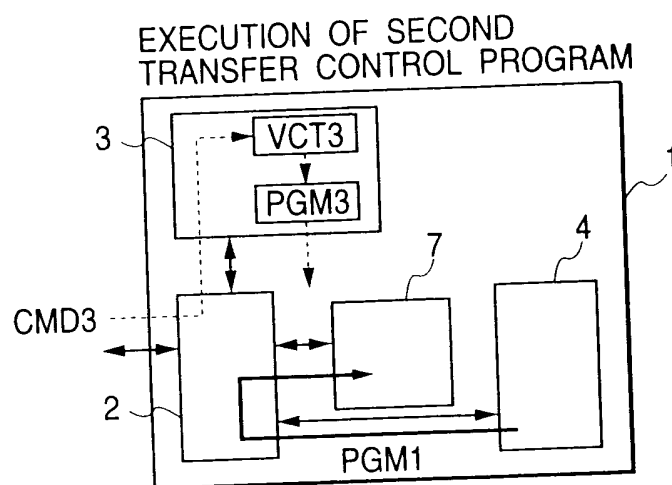 EXECUTION OF SECOND
TRANSFER CONTROL PROGRAM
3
VCT3
1
PGM3
4
7
CMD3
2
PGM1